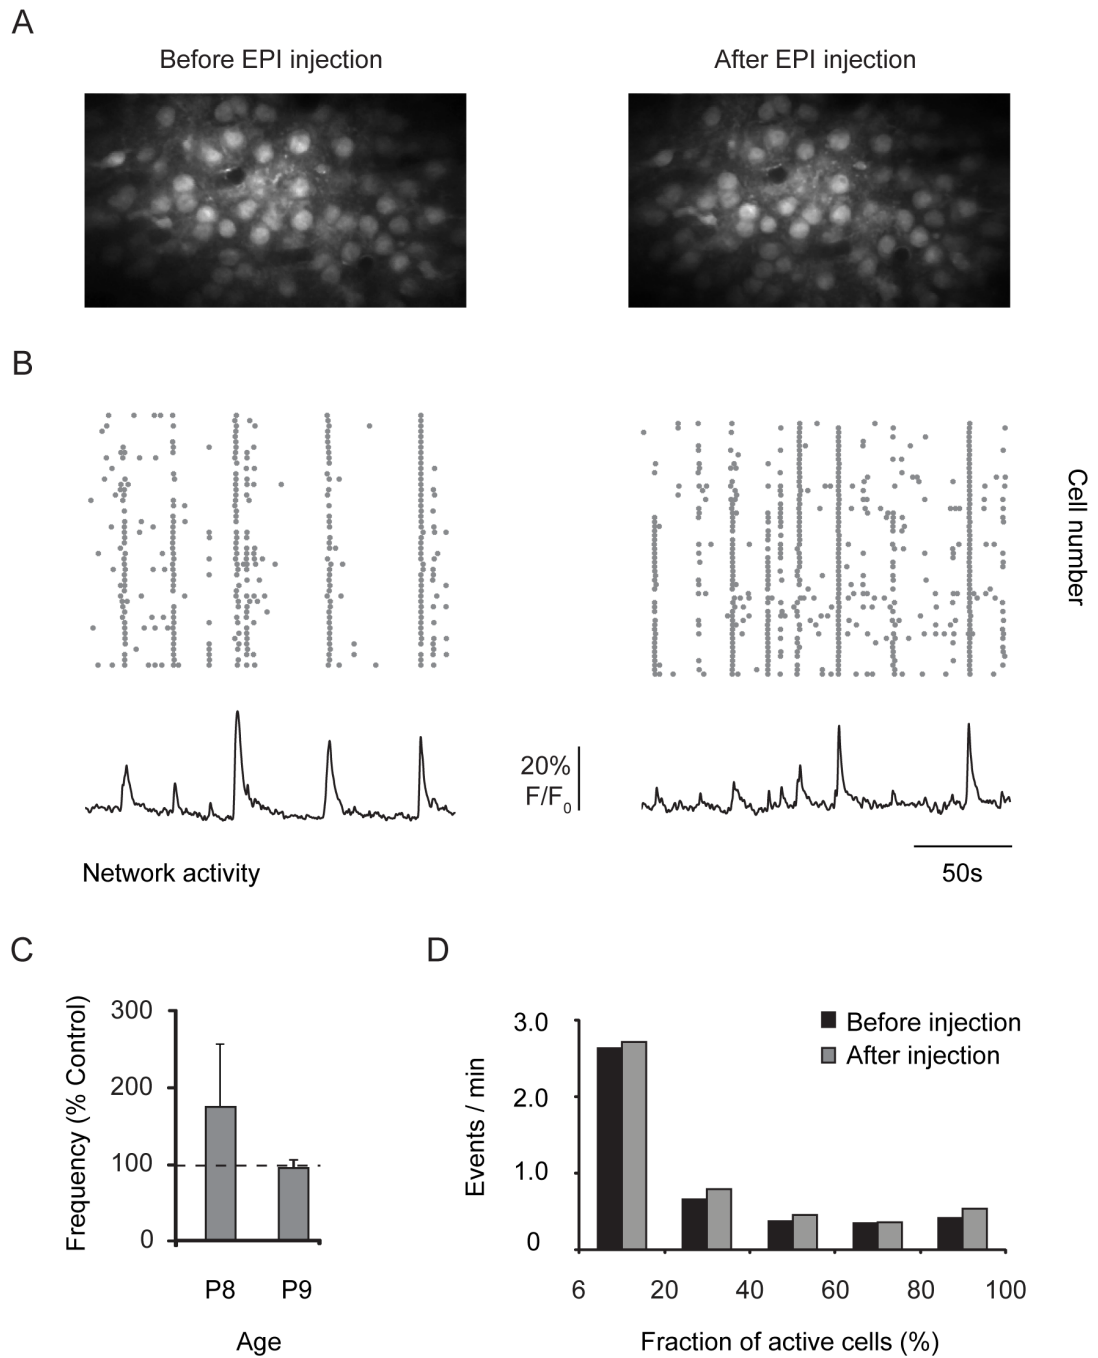 A
Before EPI injection
After EPI injection
B
Cell number
20%
F/F0
Network activity
50s
C
D
Frequency (% Control)
300
200
100
0
P8
P9
Age
Events / min
3.0
2.0
1.0
0
Before injection
After injection
6
20
40
60
80
100
Fraction of active cells (%)